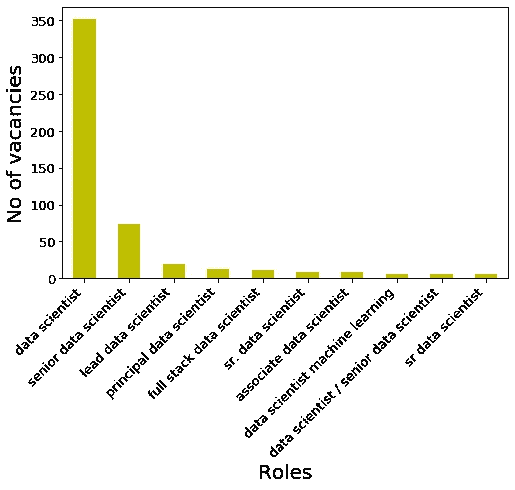 No of vacancies
350
300
250
200
150
100
50
0
data scientist
senior data scientist
lead data scientist
principal data scientist
full stack data scientist
sr. data scientist
associate data scientist
data scientist machine learning
data scientist / senior data scientist
sr data scientist
Roles